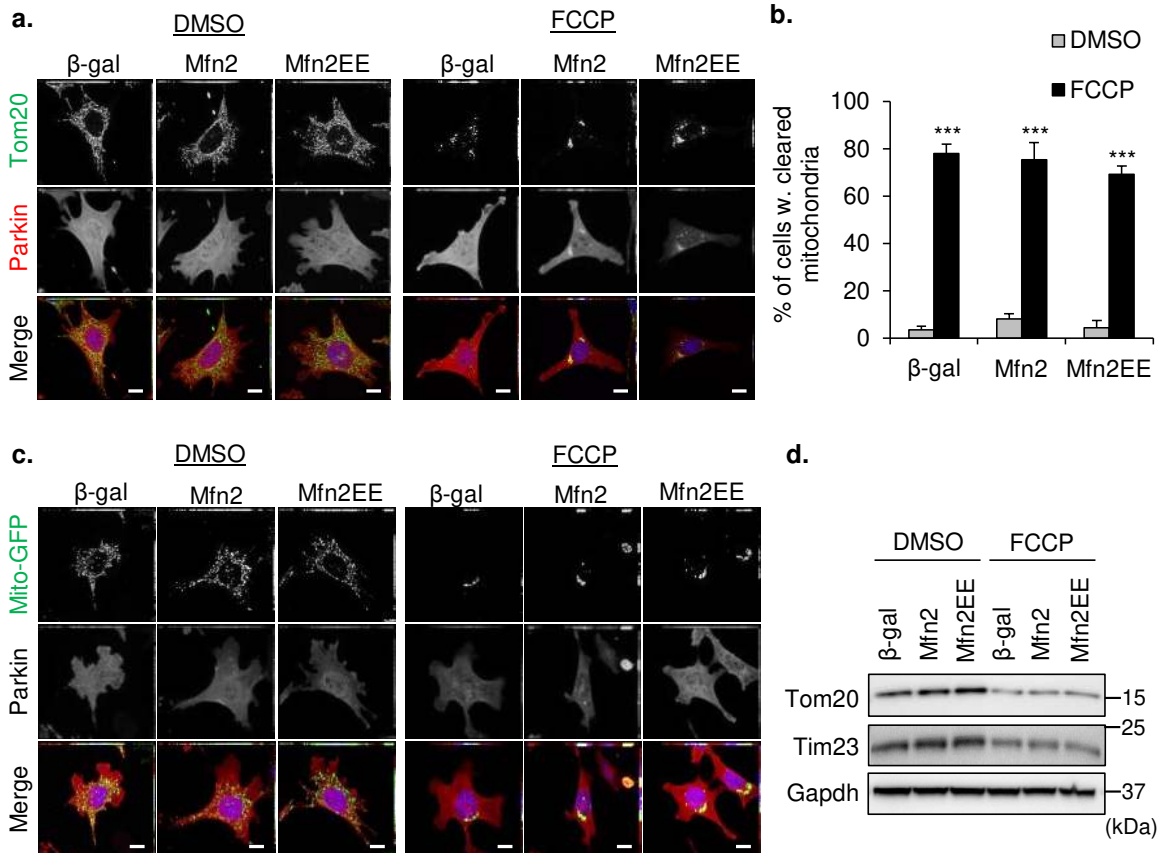 a.
DMSO
FCCP
β-gal Mfn2 Mfn2EE β-gal Mfn2 Mfn2EE
Tom20
Parkin
Merge
b.
DMSO
FCCP
% of cells w. cleared
mitochondria
100
80
60
40
20
0
*** *** ***
β-gal Mfn2 Mfn2EE
c.
DMSO
FCCP
β-gal Mfn2 Mfn2EE β-gal Mfn2 Mfn2EE
Mito-GFP
Parkin
Merge
d.
DMSO FCCP
β-gal Mfn2 Mfn2EE β-gal Mfn2 Mfn2EE
Tom20 15
25
Tim23
Gapdh 37
(kDa)